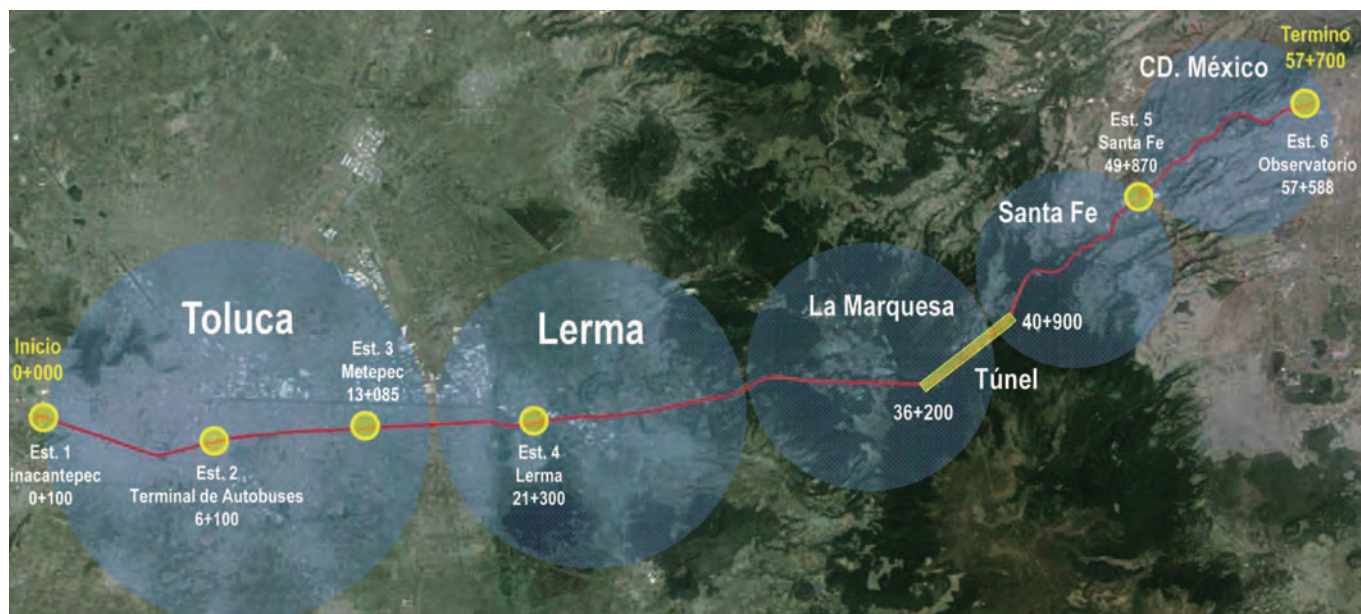 Inicio
0+000
Est. 1
inacantepec
0+100
Toluca
Est. 2
Terminal de Autobuses
6+100
Est. 3
Metepec
13+085
Lerma
Est. 4
Lerma
21+300
La Marquesa
36+200
Túnel
40+900
Santa Fe
Est. 5
Santa Fe
49+870
CD. México
Termino
57+700
Est. 6
Observatorio
57+588